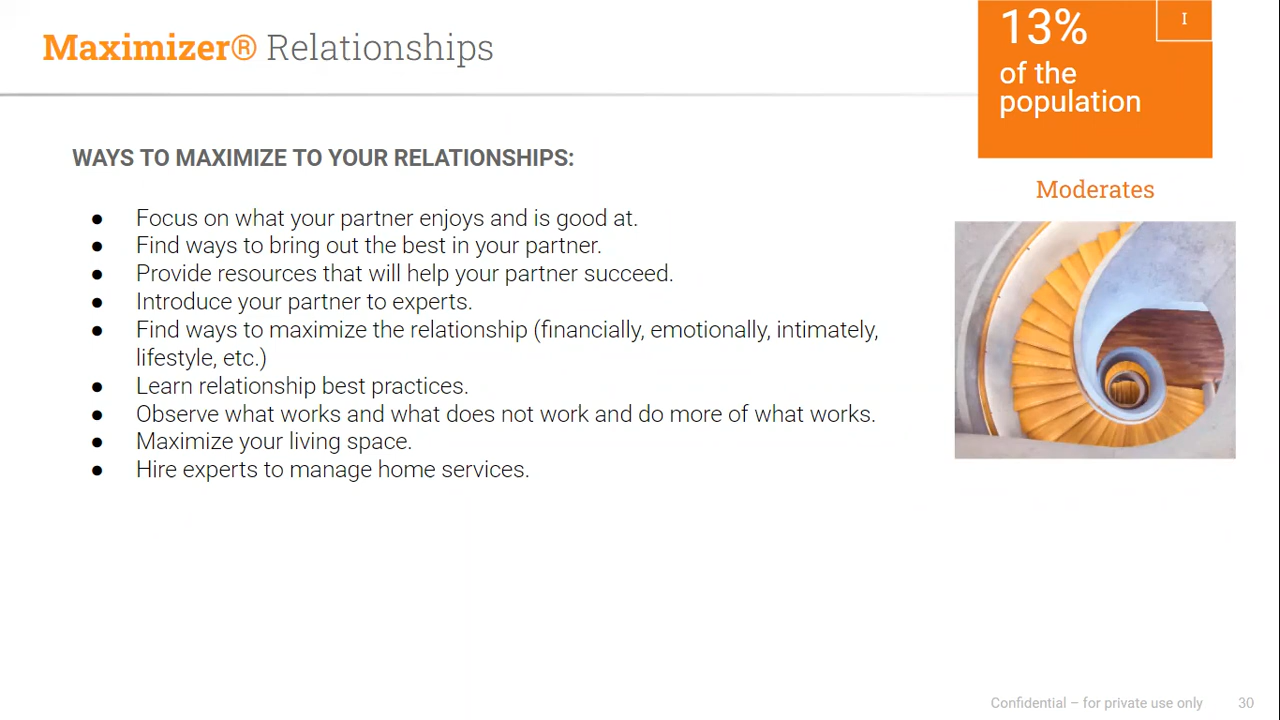 Maximizer® Relationships
13%
I
of the
population
WAYS TO MAXIMIZE TO YOUR RELATIONSHIPS:
Moderates
● Focus on what your partner enjoys and is good at.
● Find ways to bring out the best in your partner.
● Provide resources that will help your partner succeed.
● Introduce your partner to experts.
● Find ways to maximize the relationship (financially, emotionally, intimately,
lifestyle, etc.)
● Learn relationship best practices.
● Observe what works and what does not work and do more of what works.
● Maximize your living space.
● Hire experts to manage home services.
Confidential – for private use only 30